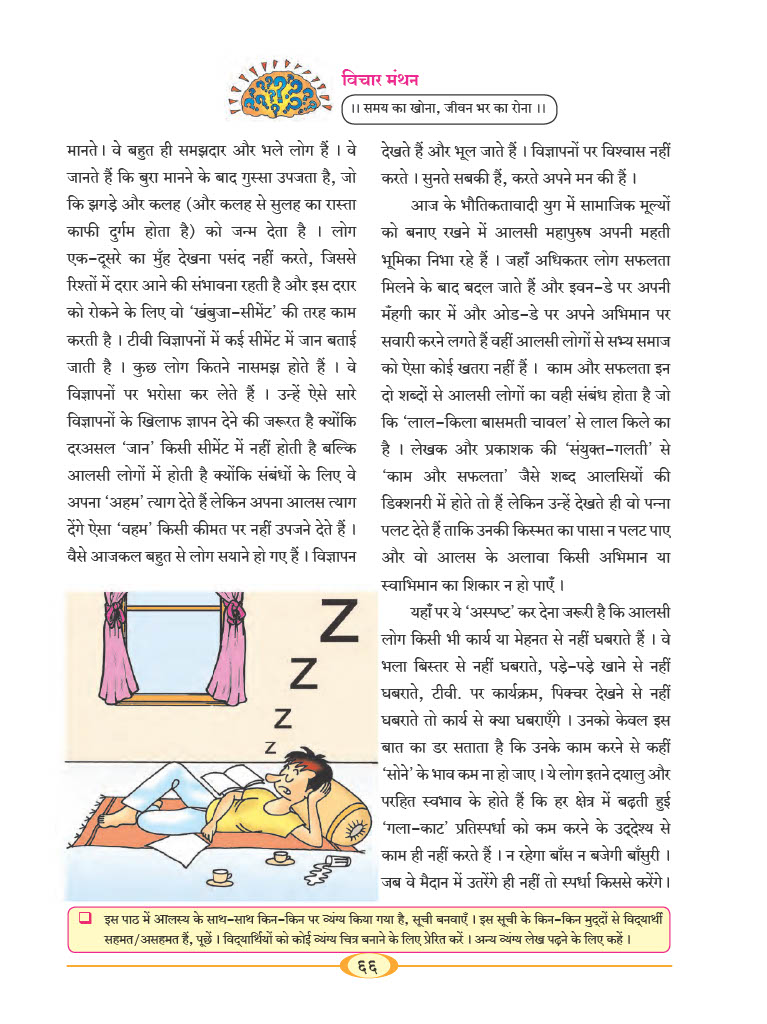 विचार मंथन
।। समय का खोना, जीवन भर का रोना ।।
मानते। वे बहुत ही समझदार और भले लोग हैं । वे
जानते हैं कि बुरा मानने के बाद गुस्सा उपजता है, जो
कि झगड़े और कलह (और कलह से सुलह का रास्ता
काफी दुर्गम होता है) को जन्म देता है । लोग
एक-दूसरे का मुँह देखना पसंद नहीं करते, जिससे
रिश्तों में दरार आने की संभावना रहती है और इस दरार
को रोकने के लिए वो ‘खंबुजा-सीमेंट’ की तरह काम
करती है । टीवी विज्ञापनों में कई सीमेंट में जान बताई
जाती है । कुछ लोग कितने नासमझ होते हैं । वे
विज्ञापनों पर भरोसा कर लेते हैं । उन्हें ऐसे सारे
विज्ञापनों के खिलाफ ज्ञापन देने की जरूरत है क्योंकि
दरअसल ‘जान’ किसी सीमेंट में नहीं होती है बल्कि
आलसी लोगों में होती है क्योंकि संबंधों के लिए वे
अपना ‘अहम’ त्याग देते हैं लेकिन अपना आलस त्याग
देंगे ऐसा ‘वहम’ किसी कीमत पर नहीं उपजने देते हैं ।
वैसे आजकल बहुत से लोग सयाने हो गए हैं । विज्ञापन
देखते हैं और भूल जाते हैं । विज्ञापनों पर विश्वास नहीं
करते । सुनते सबकी हैं, करते अपने मन की हैं ।
आज के भौतिकतावादी युग में सामाजिक मूल्यों
को बनाए रखने में आलसी महापुरुष अपनी महती
भूमिका निभा रहे हैं । जहाँ अधिकतर लोग सफलता
मिलने के बाद बदल जाते हैं और इवन-डे पर अपनी
मँहगी कार में और ओड-डे पर अपने अभिमान पर
सवारी करने लगते हैं वहीं आलसी लोगों से सभ्य समाज
को ऐसा कोई खतरा नहीं हैं । काम और सफलता इन
दो शब्दों से आलसी लोगों का वही संबंध होता है जो
कि ‘लाल-किला बासमती चावल’ से लाल किले का
है । लेखक और प्रकाशक की ‘संयुक्त-गलती’ से
‘काम और सफलता’ जैसे शब्द आलसियों की
डिक्शनरी में होते तो हैं लेकिन उन्हें देखते ही वो पन्ना
पलट देते हैं ताकि उनकी किस्मत का पासा न पलट पाए
और वो आलस के अलावा किसी अभिमान या
स्वाभिमान का शिकार न हो पाएँ ।
यहाँ पर ये ‘अस्पष्ट’ कर देना जरूरी है कि आलसी
लोग किसी भी कार्य या मेहनत से नहीं घबराते हैं । वे
भला बिस्तर से नहीं घबराते, पड़े-पड़े खाने से नहीं
घबराते, टीवी. पर कार्यक्रम, पिक्चर देखने से नहीं
घबराते तो कार्य से क्या घबराएँगे । उनको केवल इस
बात का डर सताता है कि उनके काम करने से कहीं
‘सोने’ के भाव कम ना हो जाए । ये लोग इतने दयालु और
परहित स्वभाव के होते हैं कि हर क्षेत्र में बढ़ती हुई
‘गला-काट’ प्रतिस्पर्धा को कम करने के उद्देश्य से
काम ही नहीं करते हैं । न रहेगा बाँस न बजेगी बाँसुरी ।
जब वे मैदान में उतरेंगे ही नहीं तो स्पर्धा किससे करेंगे ।
Z
Z
Z
Z
इस पाठ में आलस्य के साथ-साथ किन-किन पर व्यंग्य किया गया है, सूची बनवाएँ । इस सूची के किन-किन मुद्दों से विद्यार्थी
सहमत/असहमत हैं, पूछें । विद्यार्थियों को कोई व्यंग्य चित्र बनाने के लिए प्रेरित करें । अन्य व्यंग्य लेख पढ़ने के लिए कहें ।
६६